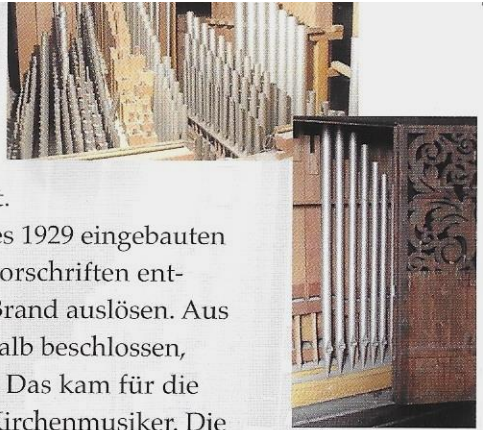 t.
es 1929 eingebauten
orschriften ent-
Brand auslösen. Aus
alb beschlossen,
Das kam für die
Kirchenmusiker. Die